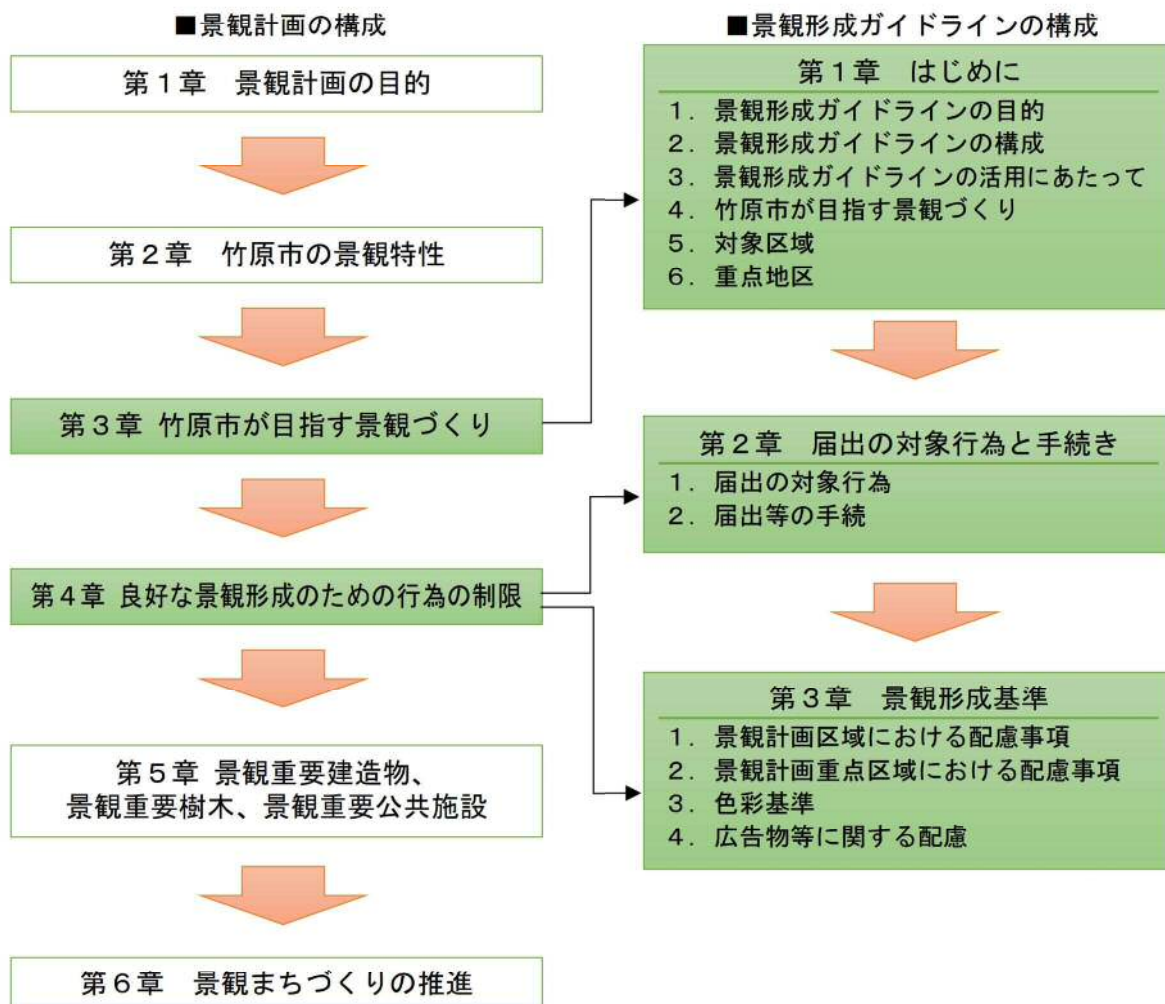 ■景観計画の構成
第１章　景観計画の目的
第２章　竹原市の景観特性
第３章 竹原市が目指す景観づくり
第４章 良好な景観形成のための行為の制限
第５章 景観重要建造物、
景観重要樹木、景観重要公共施設
第６章　景観まちづくりの推進
■景観形成ガイドラインの構成
第１章　はじめに
１．景観形成ガイドラインの目的
２．景観形成ガイドラインの構成
３．景観形成ガイドラインの活用にあたって
４．竹原市が目指す景観づくり
５．対象区域
６．重点地区
第２章　届出の対象行為と手続き
１．届出の対象行為
２．届出等の手続
第３章　景観形成基準
１．景観計画区域における配慮事項
２．景観計画重点区域における配慮事項
３．色彩基準
４．広告物等に関する配慮